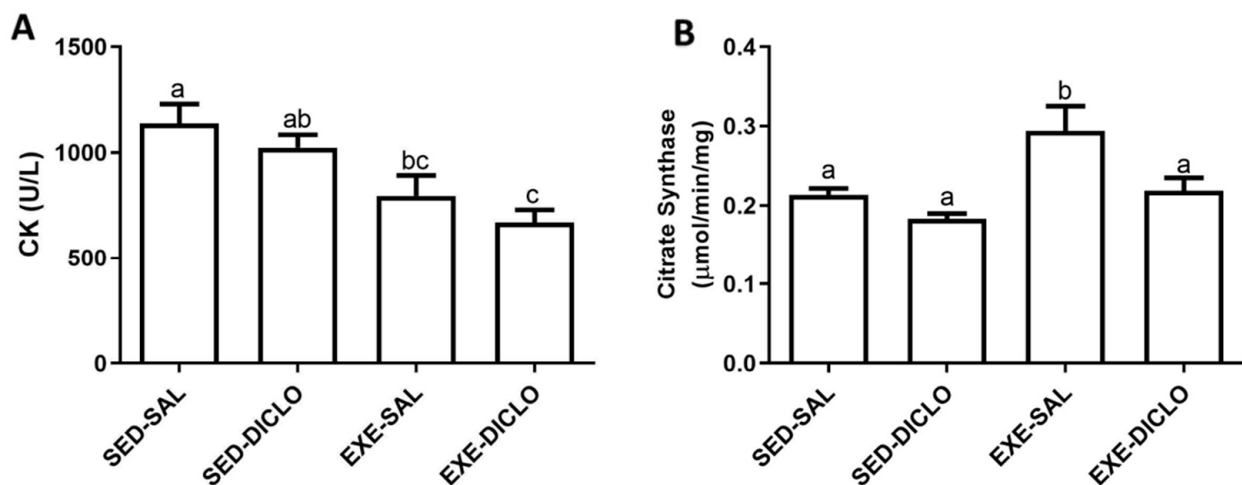 A
CK (U/L)
1500
1000
500
0
a
ab
bc
c
SED-SAL
SED-DICLO
EXE-SAL
EXE-DICLO
B
Citrate Synthase
(μmol/min/mg)
0.4
0.3
0.2
0.1
0.0
a
a
b
a
SED-SAL
SED-DICLO
EXE-SAL
EXE-DICLO